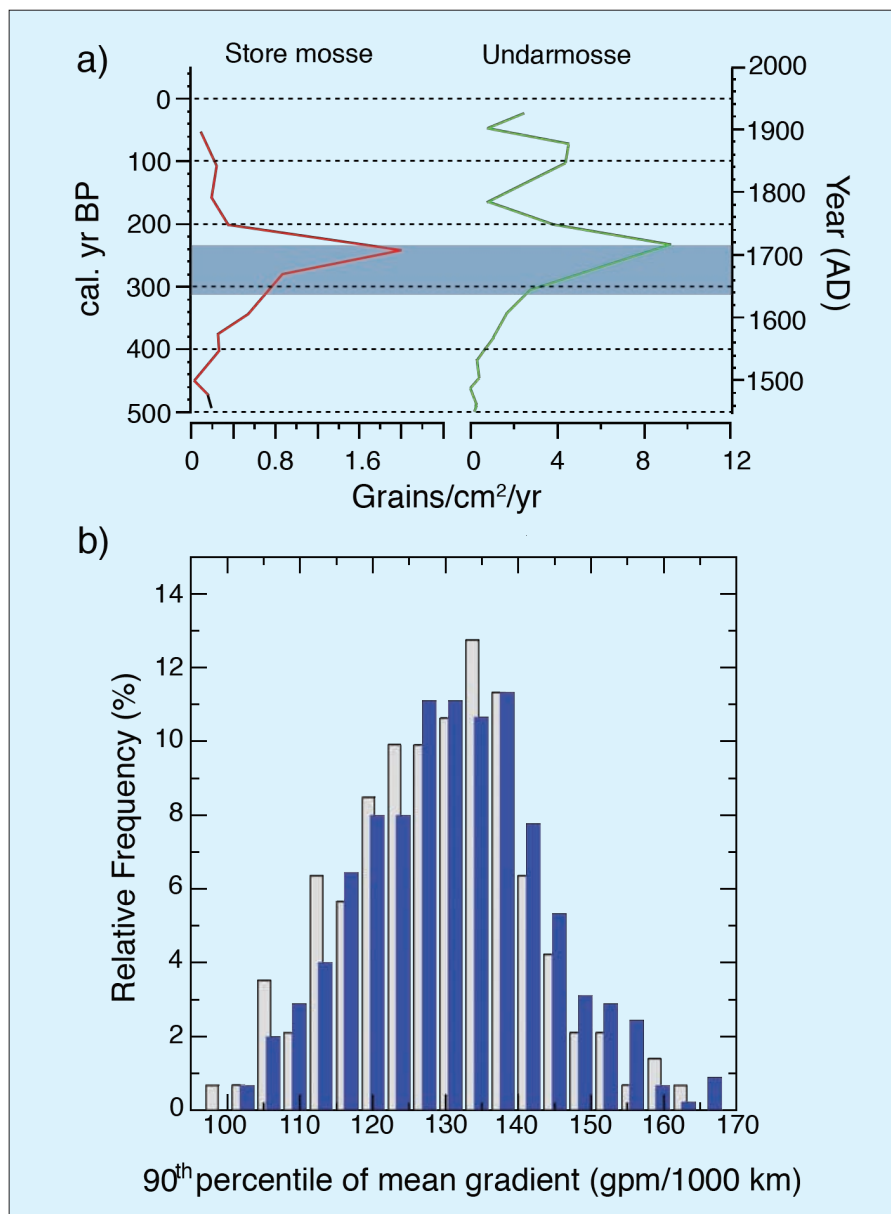 a)
Store mosse
Undarmosse
cal. yr BP
0
100
200
300
400
500
2000
1900
1800
1700
1600
1500
Year (AD)
0 0.8 1.6
0 4 8 12
Grains/cm²/yr
b)
Relative Frequency (%)
14
12
10
8
6
4
2
0
100 110 120 130 140 150 160 170
90th percentile of mean gradient (gpm/1000 km)